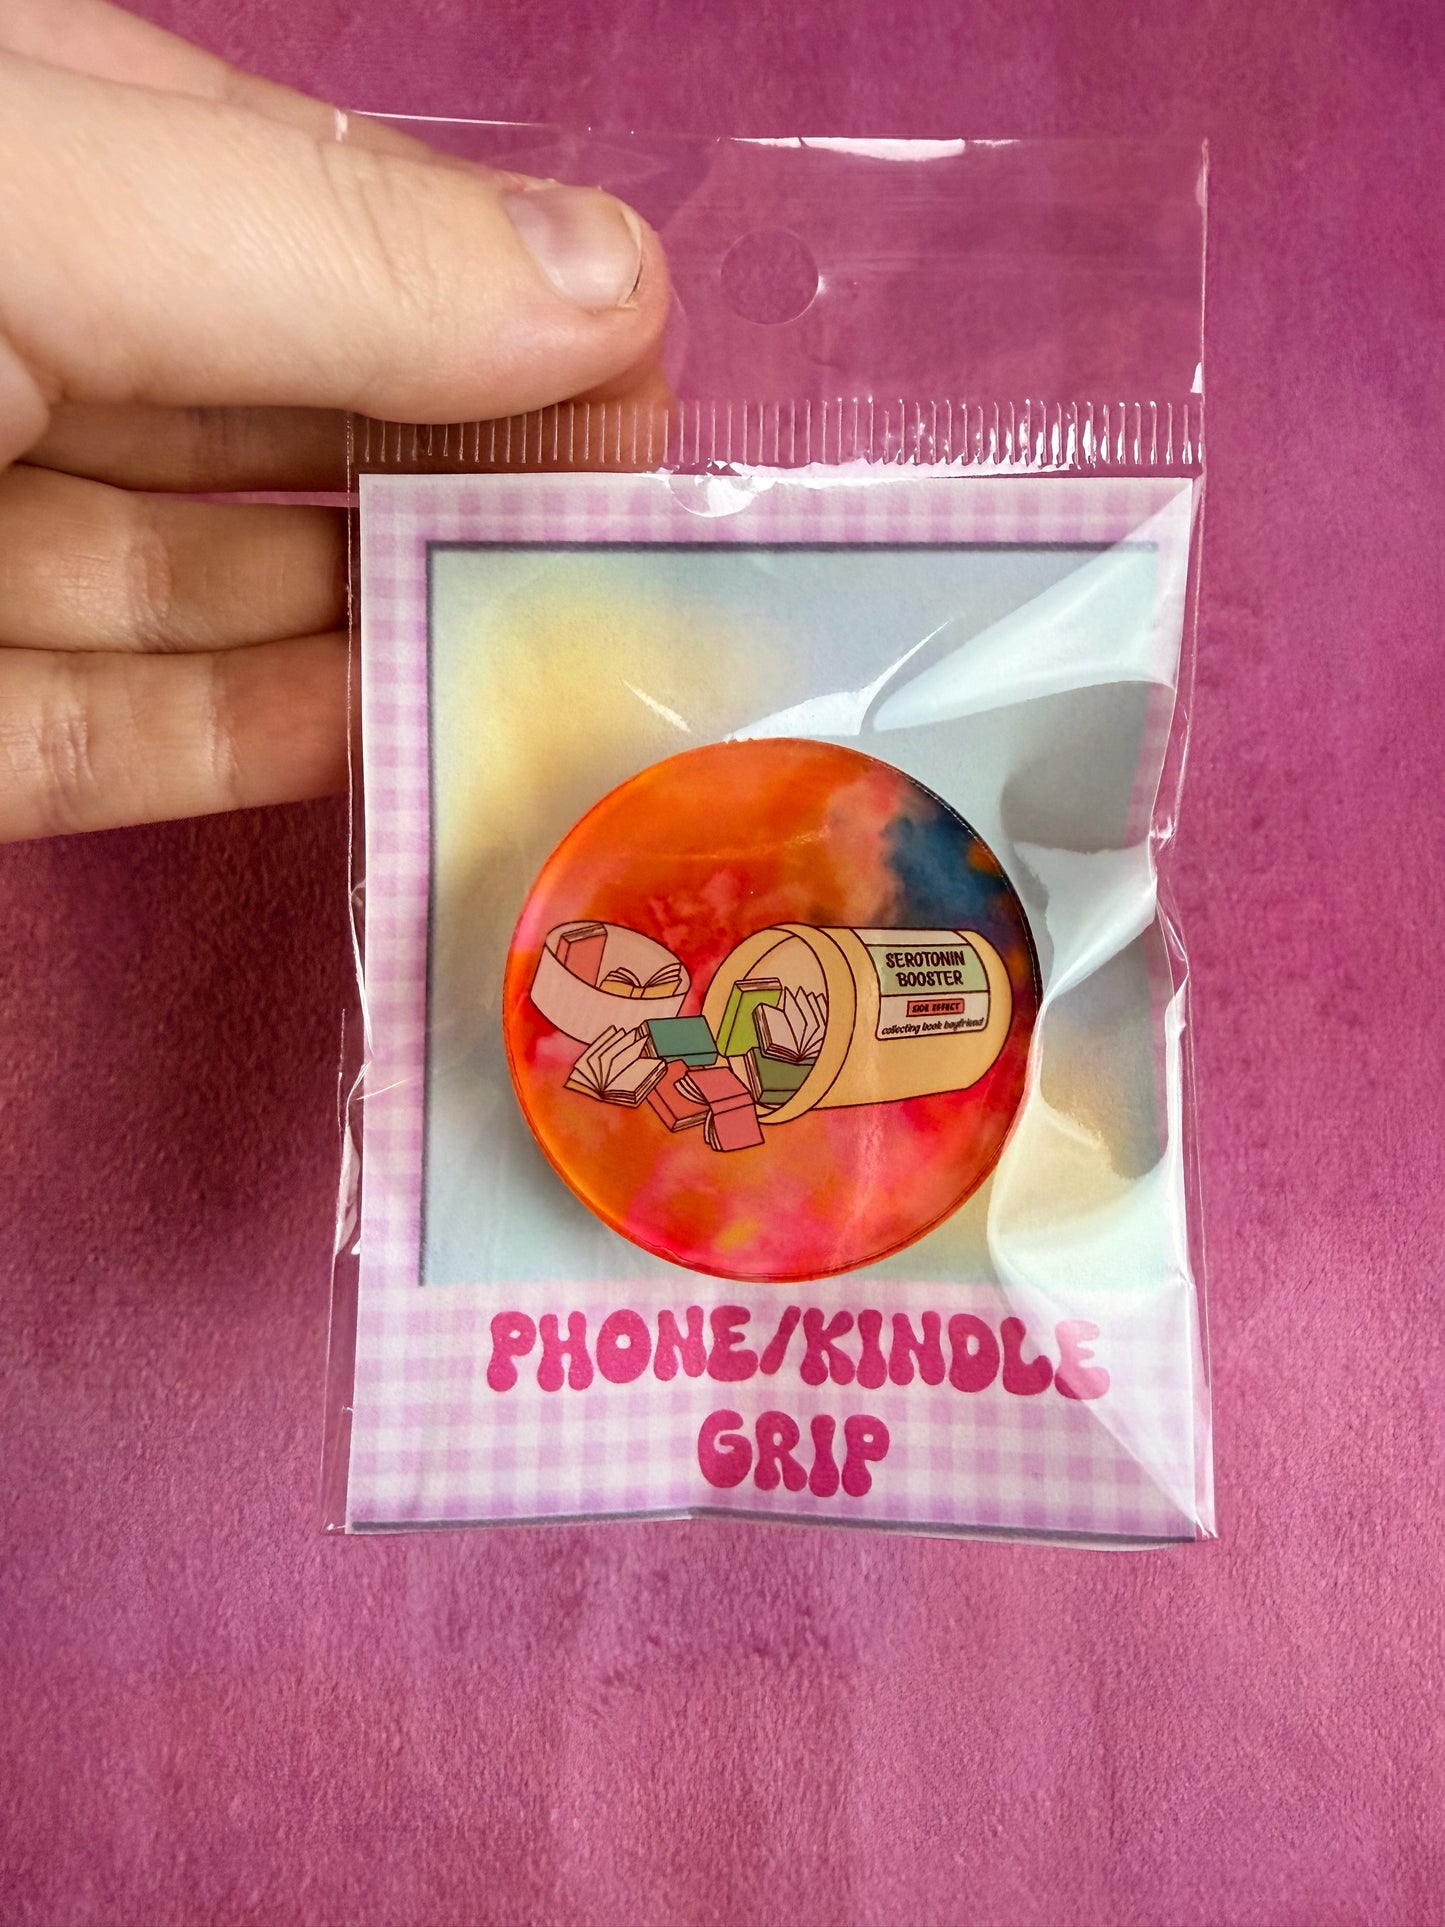 SEROTONIN
BOOSTER
SIDE EFFECT
collecting book boyfriend
PHONE/KINDLE
GRIP